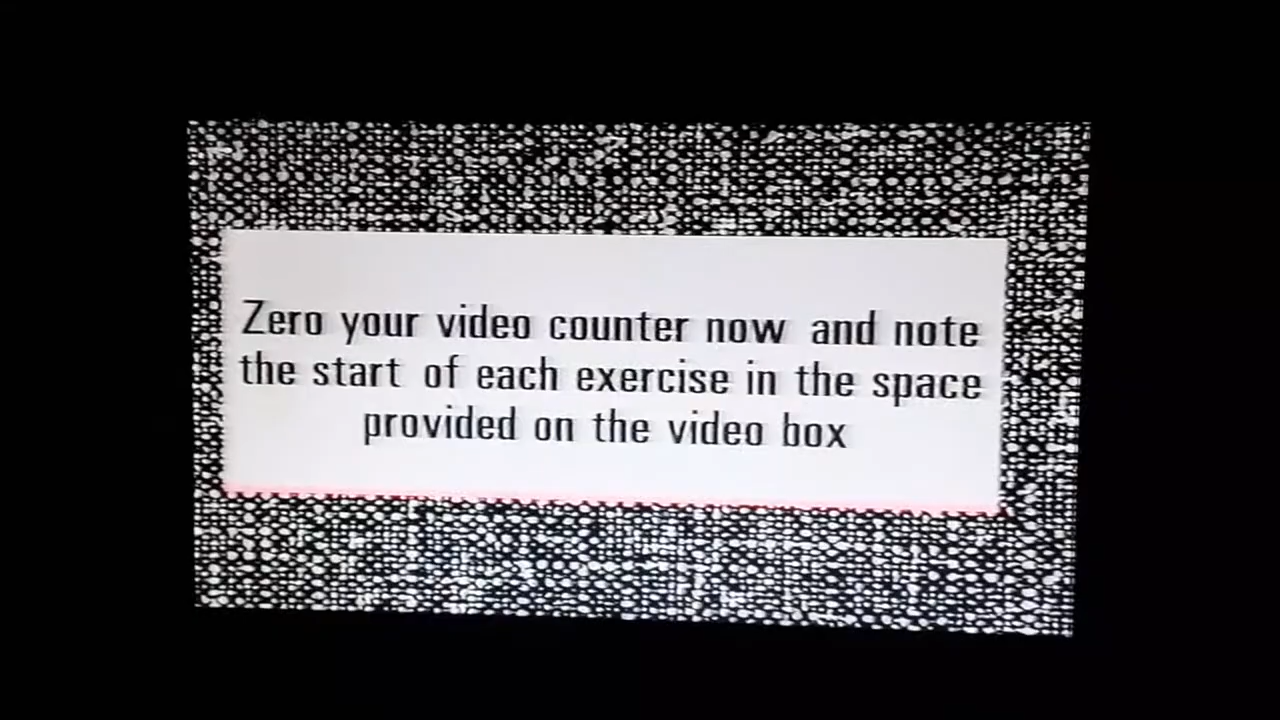 Zero your video counter now and note
the start of each exercise in the space
provided on the video box